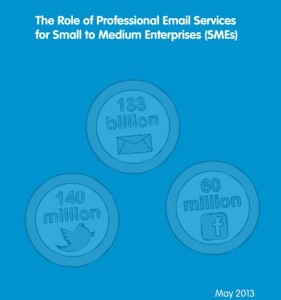 The Role of Professional Email Services
for Small to Medium Enterprises (SMEs)
183
billion
140
million
60
million
f
May 2013